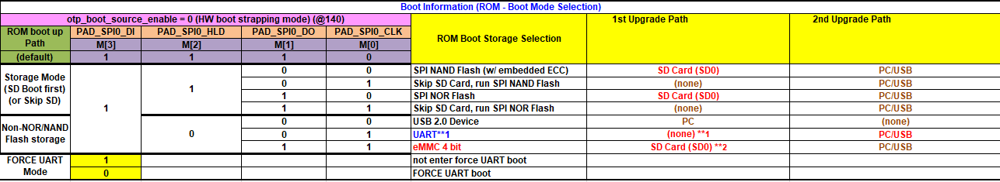 Boot Information (ROM - Boot Mode Selection)
otp_boot_source_enable = 0 (HW boot strapping mode) (@140) ROM Boot Storage Selection 1st Upgrade Path 2nd Upgrade Path
ROM boot up Path PAD_SPI0_DI PAD_SPI0_HLD PAD_SPI0_DO PAD_SPI0_CLK
M[3] M[2] M[1] M[0]
(default) 1 1 1 0
Storage Mode (SD Boot first) (or Skip SD) 1 1 0 0 SPI NAND Flash (w/ embedded ECC) SD Card (SD0) PC/USB
0 1 Skip SD Card, run SPI NAND Flash (none) PC/USB
1 0 SPI NOR Flash SD Card (SD0) PC/USB
1 1 Skip SD Card, run SPI NOR Flash (none) PC/USB
Non-NOR/NAND Flash storage 0 0 0 USB 2.0 Device PC (none)
0 1 UART**1 (none) **1 PC/USB
1 1 eMMC 4 bit SD Card (SD0) **2 PC/USB
FORCE UART Mode 1 not enter force UART boot
0 FORCE UART boot